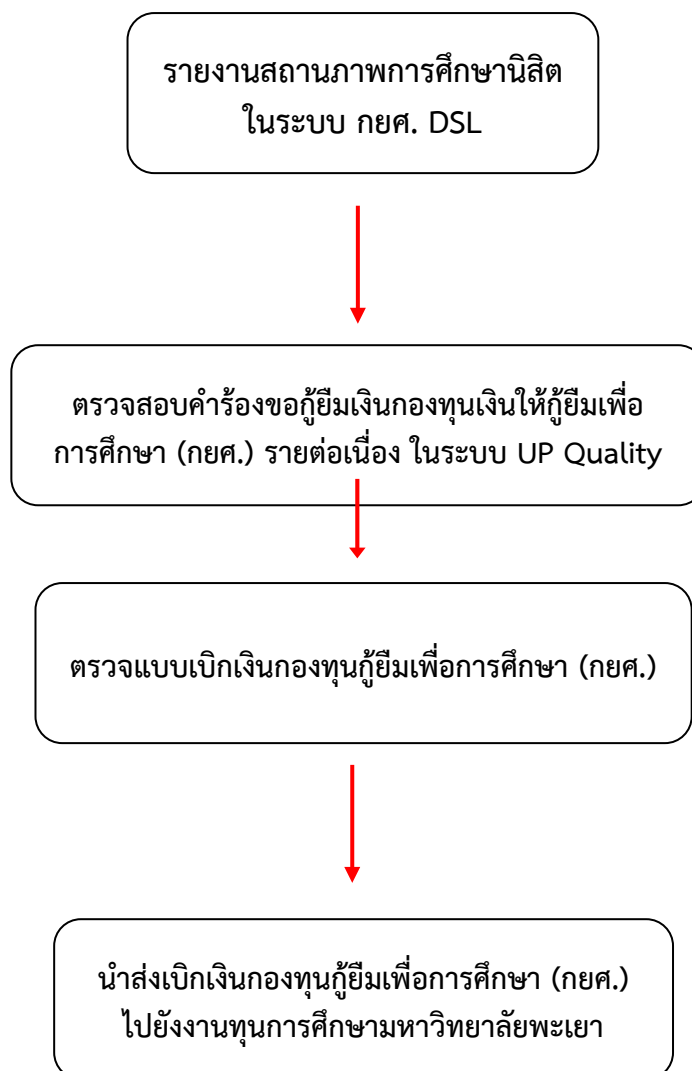 รายงานสถานภาพการศึกษานิสิต
ในระบบ กยศ. DSL
ตรวจสอบคำร้องขอกู้ยืมเงินกองทุนเงินให้กู้ยืมเพื่อ
การศึกษา (กยศ.) รายต่อเนื่อง ในระบบ UP Quality
ตรวจแบบเบิกเงินกองทุนกู้ยืมเพื่อการศึกษา (กยศ.)
นำส่งเบิกเงินกองทุนกู้ยืมเพื่อการศึกษา (กยศ.)
ไปยังงานทุนการศึกษามหาวิทยาลัยพะเยา